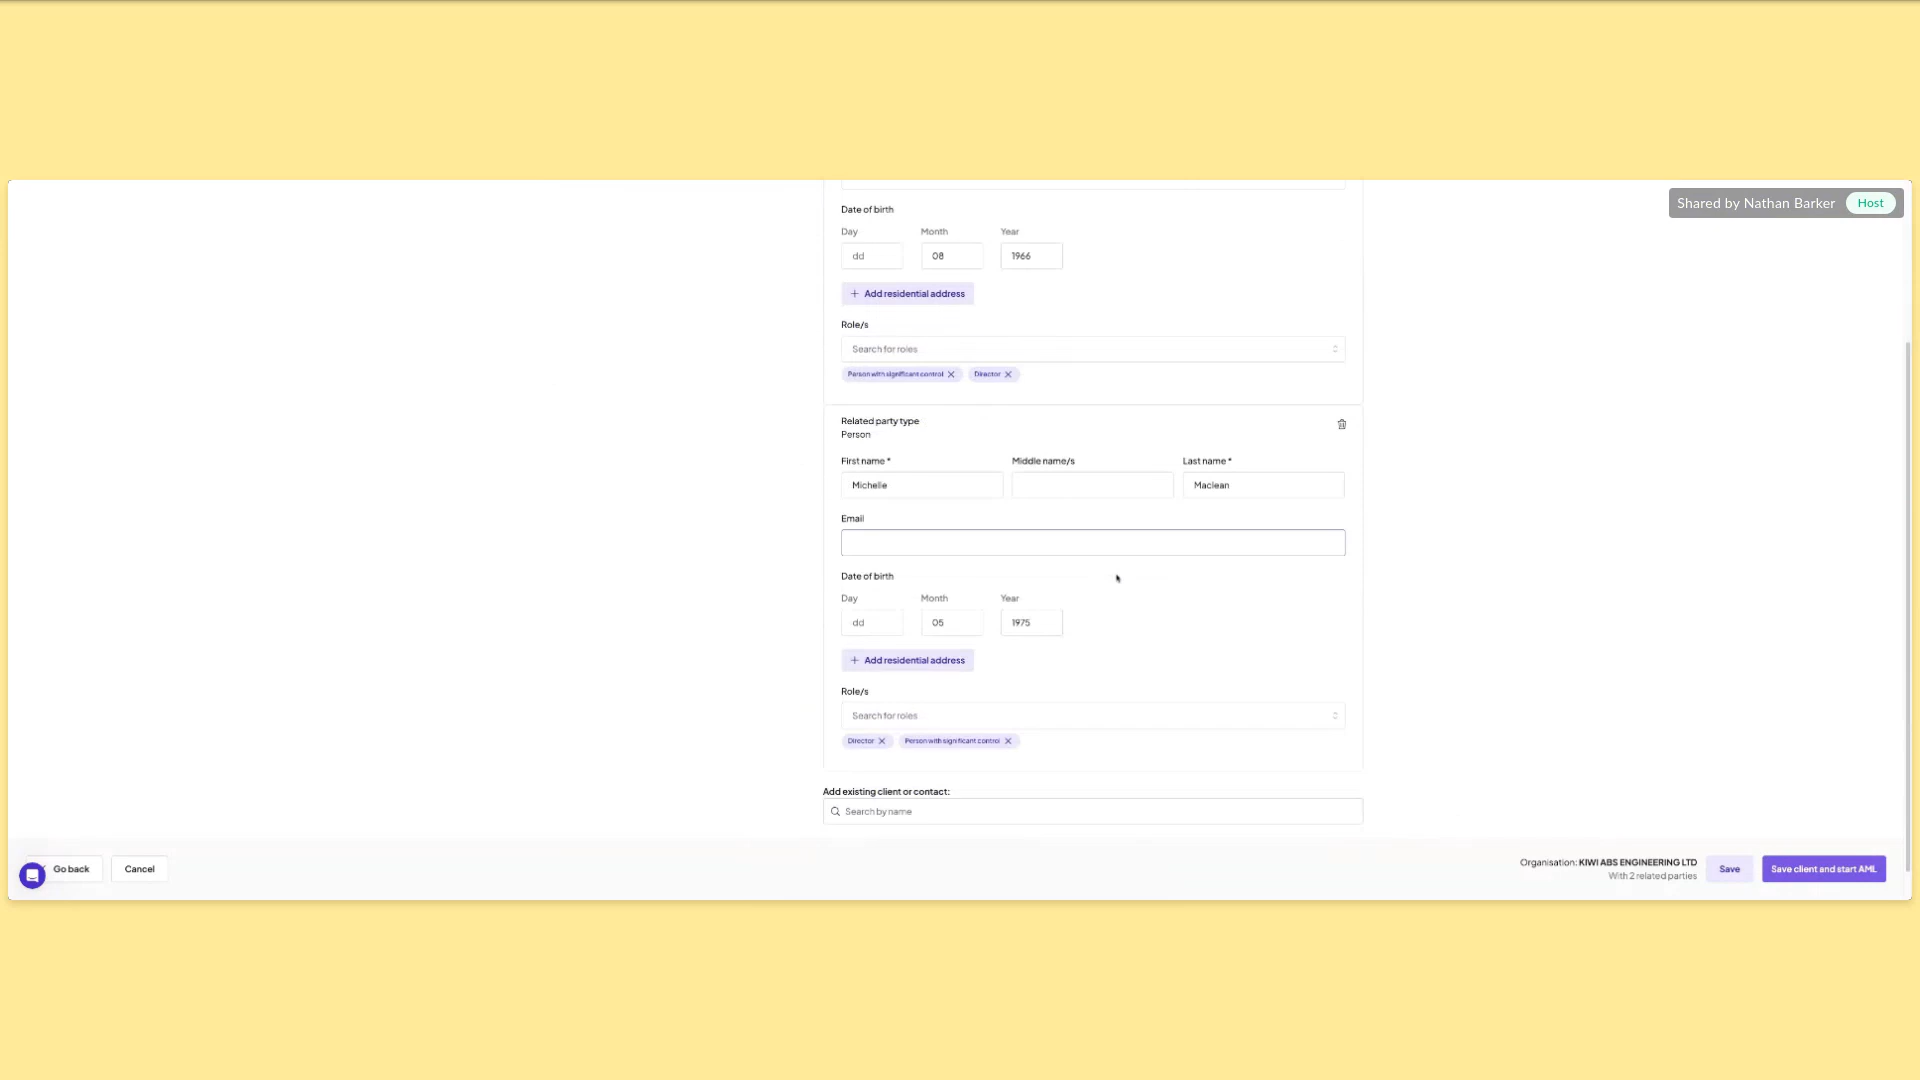 Shared by Nathan Barker Host
Date of birth
Day Month Year
dd 08 1966
+ Add residential address
Role/s
Search for roles
Person with significant control Director
Related party type
Person
First name * Middle name/s Last name *
Michelle Maclean
Email
Date of birth
Day Month Year
dd 05 1975
+ Add residential address
Role/s
Search for roles
Director Person with significant control
Add existing client or contact:
Search by name
Go back Cancel
Organisation: KIWI ABS ENGINEERING LTD
With 2 related parties
Save Save client and start AML